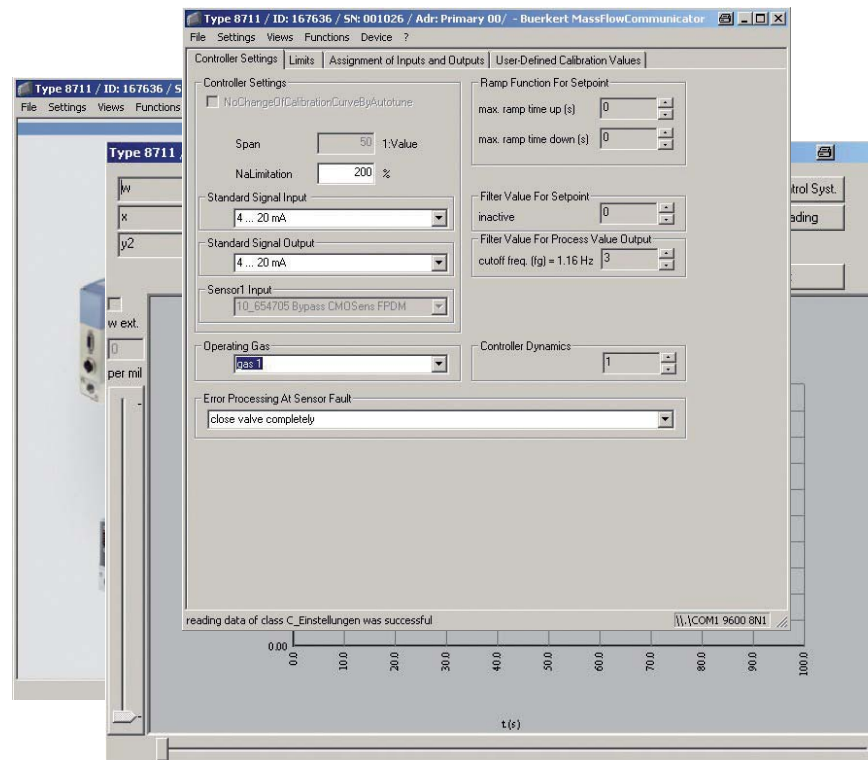 Type 8711 / ID: 167636 / SN: 001026 / Adr: Primary 00/ - Buerkert MassFlowCommunicator
File Settings Views Functions Device ?
Controller Settings Limits Assignment of Inputs and Outputs User-Defined Calibration Values
Controller Settings
NoChangeOfCalibrationCurveByAutotune
Span 50 1:Value
NaLimitation 200 %
Standard Signal Input
4 ... 20 mA
Standard Signal Output
4 ... 20 mA
Sensor1 Input
10_654705 Bypass CMOSens FPDM
Operating Gas
gas 1
Ramp Function For Setpoint
max. ramp time up (s) 0
max. ramp time down (s) 0
Filter Value For Setpoint
inactive 0
Filter Value For Process Value Output
cutoff freq. (fg) = 1.16 Hz 3
Controller Dynamics
1
Error Processing At Sensor Fault
close valve completely
reading data of class C_Einstellungen was successful
\\.\COM1 9600 8N1
Type 8711 / ID: 167636 / S
File Settings Views Functions
Type 8711
w
x
y2
w ext.
0
per mil
trol Syst.
ading
0.00
0.0 10.0 20.0 30.0 40.0 50.0 60.0 70.0 80.0 90.0 100.0
t(s)